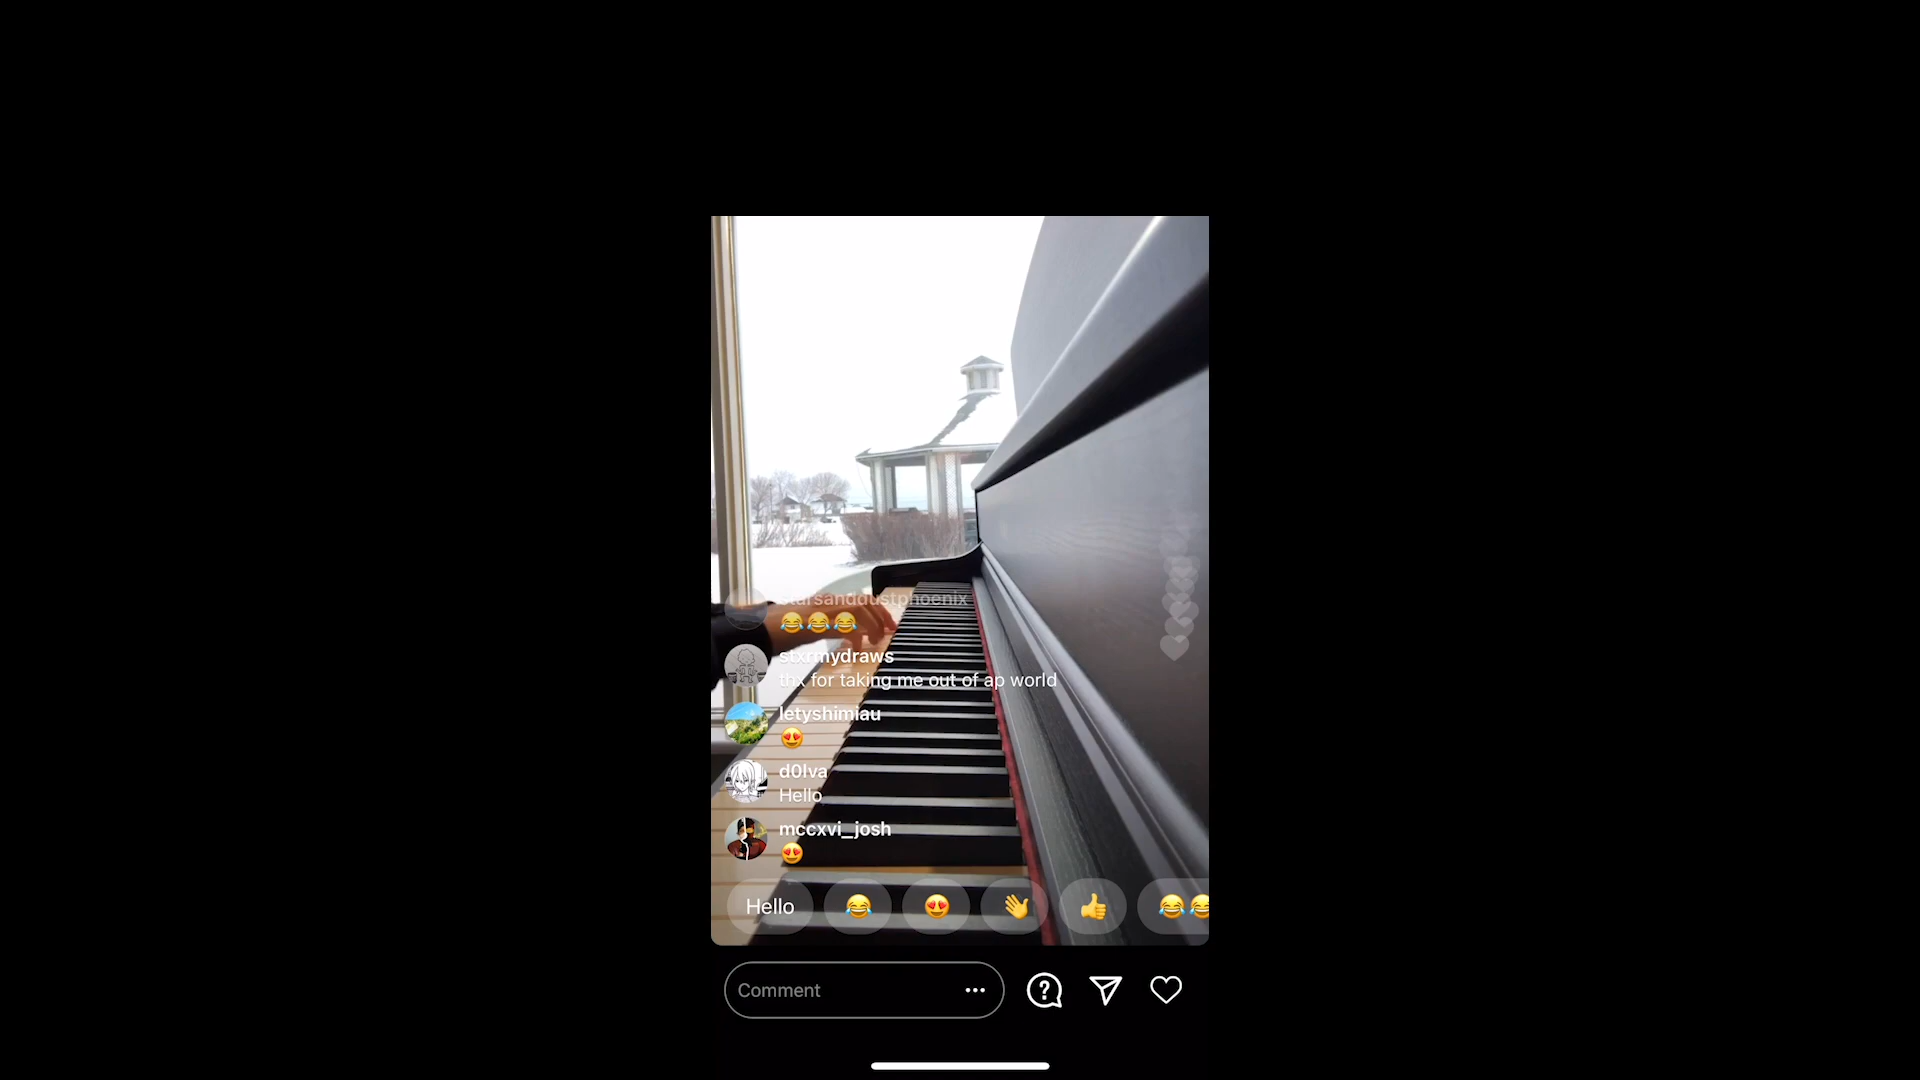 starsanddustphoenix
😂😂😂
stxrmydraws
thx for taking me out of ap world
letyshimiau
😍
d0lva
Hello
mccxvi_josh
😍
Hello 😂 😍 👋 👍 😂😂
Comment